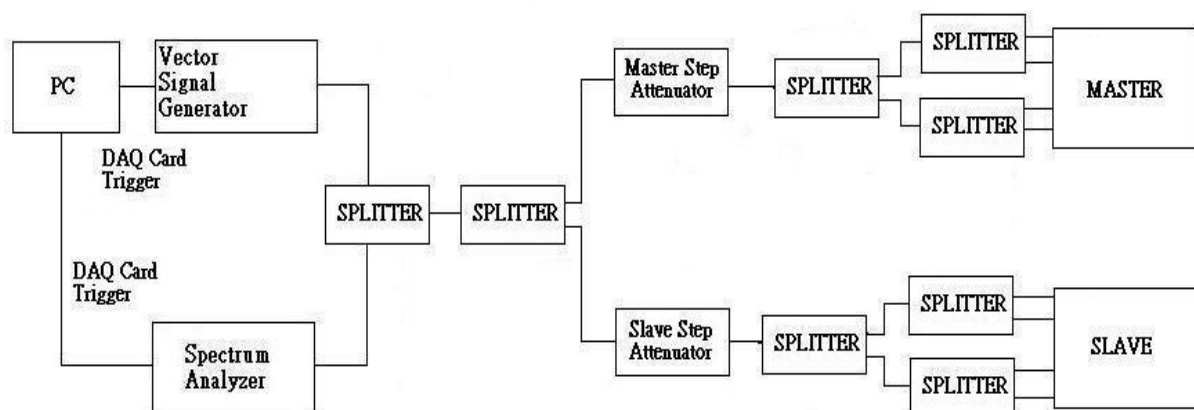 PC
Vector
Signal
Generator
DAQ Card
Trigger
DAQ Card
Trigger
Spectrum
Analyzer
SPLITTER
SPLITTER
Master Step
Attenuator
SPLITTER
SPLITTER
SPLITTER
MASTER
Slave Step
Attenuator
SPLITTER
SPLITTER
SPLITTER
SLAVE